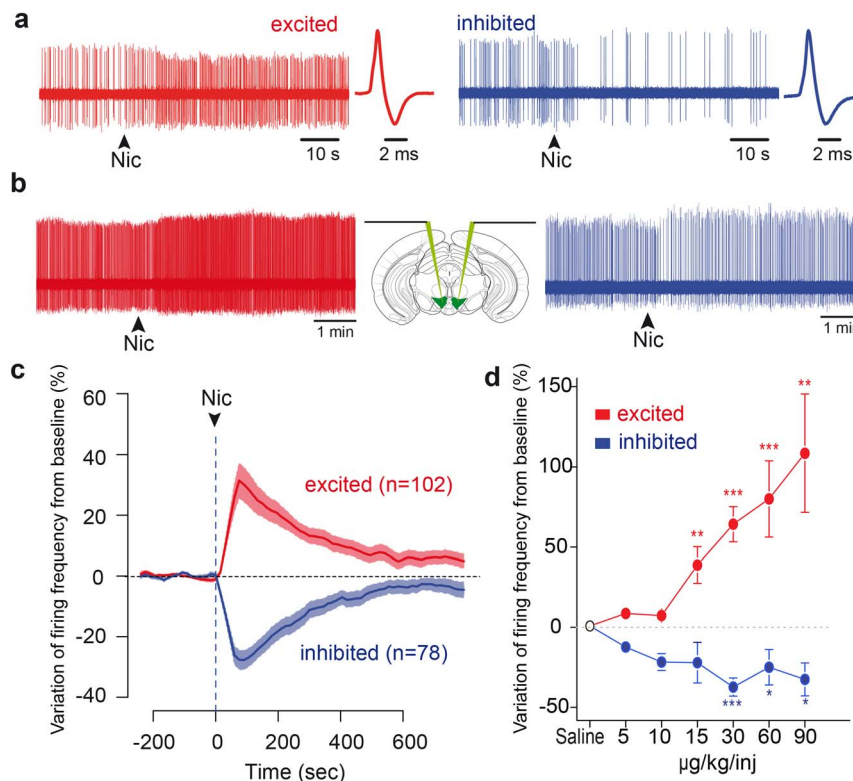 a
excited
inhibited
Nic
10 s
2 ms
Nic
10 s
2 ms
b
Nic
1 min
Nic
1 min
c
Variation of firing frequency from baseline (%)
60
40
20
0
-20
-40
Nic
excited (n=102)
inhibited (n=78)
-200
0
200
400
600
Time (sec)
d
Variation of firing frequency from baseline (%)
150
100
50
0
-50
excited
inhibited
**
***
***
**
***
*
*
Saline 5 10 15 30 60 90
µg/kg/inj